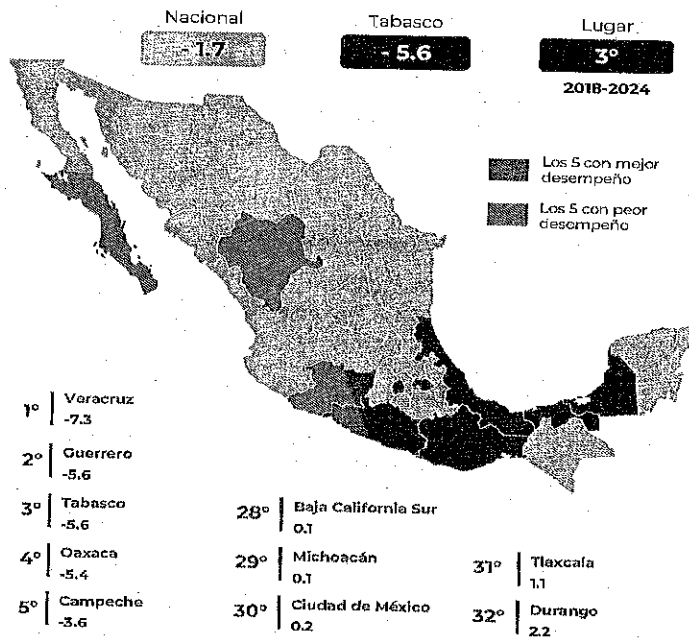 Nacional
- 1.7
Tabasco
- 5.6
Lugar
3°
2018-2024
Los 5 con mejor
desempeño
Los 5 con peor
desempeño
1° Veracruz
-7.3
2° Guerrero
-5.6
3° Tabasco
-5.6
4° Oaxaca
-5.4
5° Campeche
-3.6
28° Baja California Sur
0.1
29° Michoacán
0.1
30° Ciudad de México
0.2
31° Tlaxcala
1.1
32° Durango
2.2